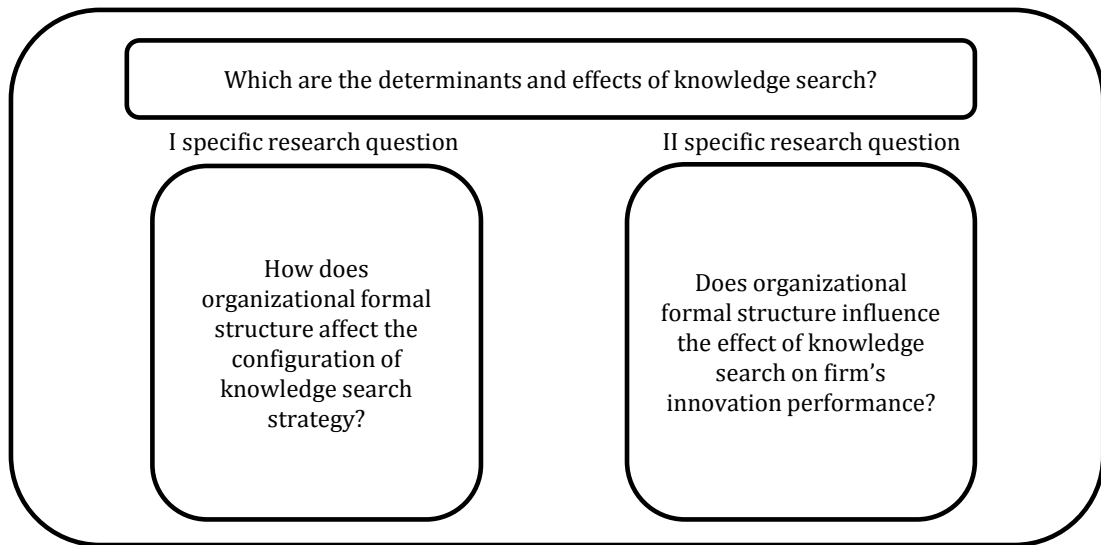 Which are the determinants and effects of knowledge search?
I specific research question
II specific research question
How does
organizational formal
structure affect the
configuration of
knowledge search
strategy?
Does organizational
formal structure influence
the effect of knowledge
search on firm’s
innovation performance?